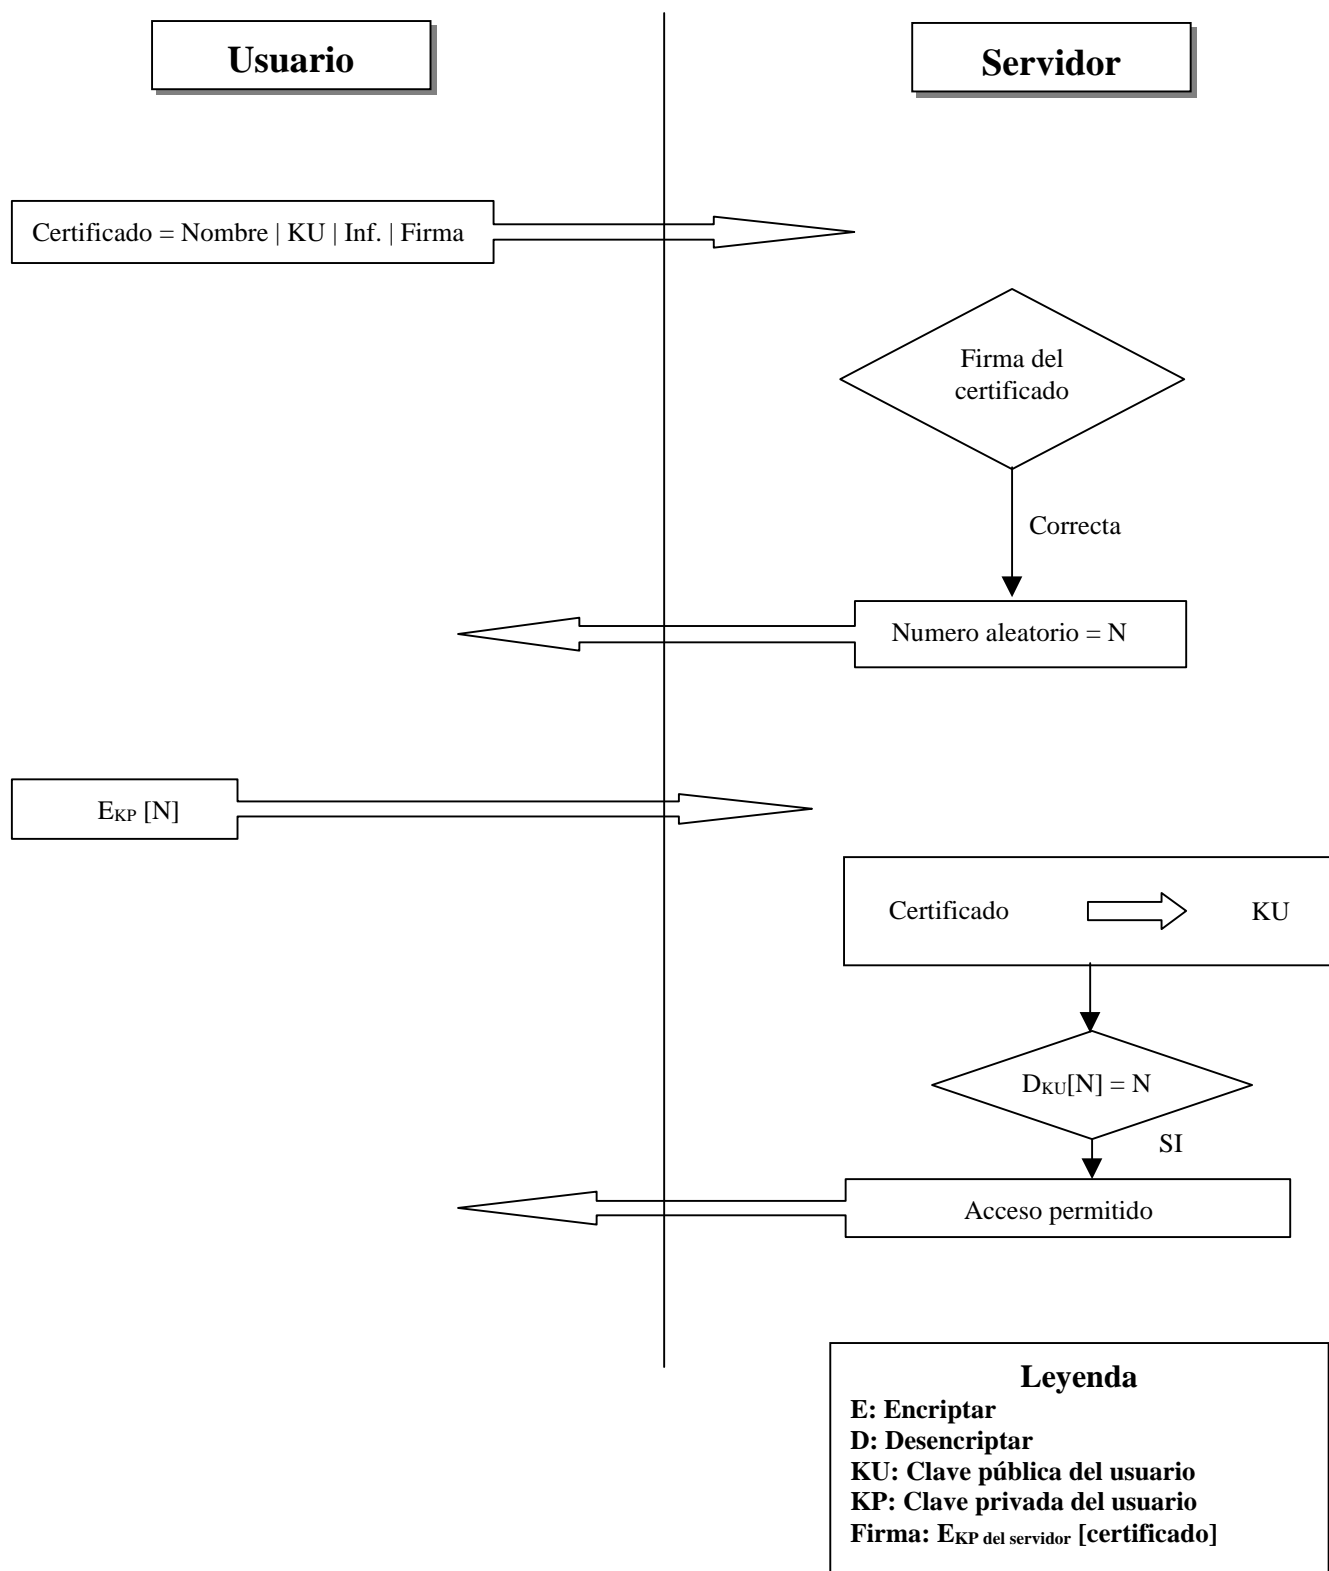 Usuario
Servidor
Certificado = Nombre | KU | Inf. | Firma
Firma del
certificado
Correcta
Numero aleatorio = N
EKP [N]
Certificado KU
DKU[N] = N
SI
Acceso permitido
Leyenda
E: Encriptar
D: Desencriptar
KU: Clave pública del usuario
KP: Clave privada del usuario
Firma: EKP del servidor [certificado]